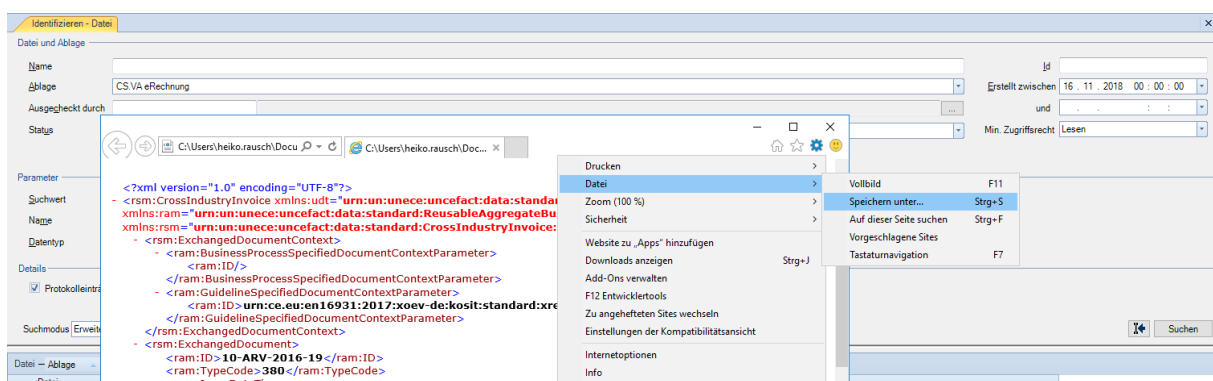 Identifizieren - Datei
Datei und Ablage
Name
Id
Ablage CS.VA eRechnung
Erstellt zwischen 16 . 11 . 2018 00 : 00 : 00
Ausgecheckt durch ...
und . . : :
Status
Min. Zugriffsrecht Lesen
C:\Users\heiko.rausch\Docu
C:\Users\heiko.rausch\Doc...
Parameter
Suchwert
Name
Datentyp
Details
Protokolleinträ
Suchmodus Erweite
Suchen
Datei – Ablage
<?xml version="1.0" encoding="UTF-8"?>
- <rsm:CrossIndustryInvoice xmlns:udt="urn:un:unece:uncefact:data:standa
xmlns:ram="urn:un:unece:uncefact:data:standard:ReusableAggregateBu
xmlns:rsm="urn:un:unece:uncefact:data:standard:CrossIndustryInvoice:
- <rsm:ExchangedDocumentContext>
- <ram:BusinessProcessSpecifiedDocumentContextParameter>
<ram:ID/>
</ram:BusinessProcessSpecifiedDocumentContextParameter>
- <ram:GuidelineSpecifiedDocumentContextParameter>
<ram:ID>urn:ce.eu:en16931:2017:xoev-de:kosit:standard:xre
</ram:GuidelineSpecifiedDocumentContextParameter>
</rsm:ExchangedDocumentContext>
- <rsm:ExchangedDocument>
<ram:ID>10-ARV-2016-19</ram:ID>
<ram:TypeCode>380</ram:TypeCode>
Drucken
Datei
Zoom (100 %)
Sicherheit
Website zu „Apps" hinzufügen
Downloads anzeigen Strg+J
Add-Ons verwalten
F12 Entwicklertools
Zu angehefteten Sites wechseln
Einstellungen der Kompatibilitätsansicht
Internetoptionen
Info
Vollbild F11
Speichern unter... Strg+S
Auf dieser Seite suchen Strg+F
Vorgeschlagene Sites
Tastaturnavigation F7